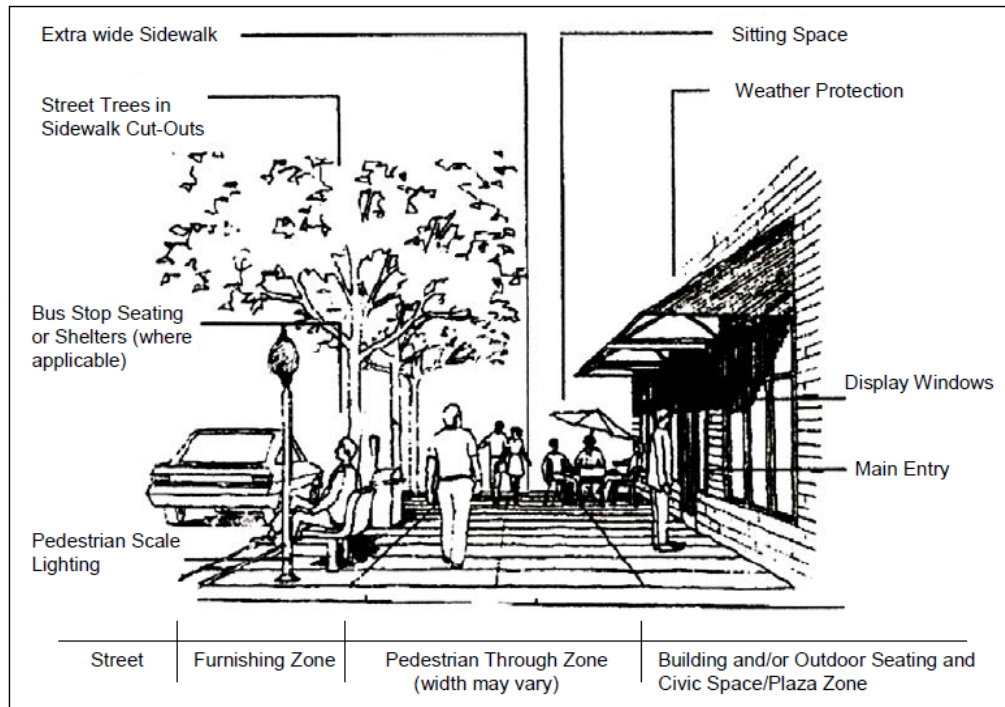 Extra wide Sidewalk
Sitting Space
Street Trees in
Sidewalk Cut-Outs
Weather Protection
Bus Stop Seating
or Shelters (where
applicable)
Display Windows
Main Entry
Pedestrian Scale
Lighting
Street
Furnishing Zone
Pedestrian Through Zone
(width may vary)
Building and/or Outdoor Seating and
Civic Space/Plaza Zone